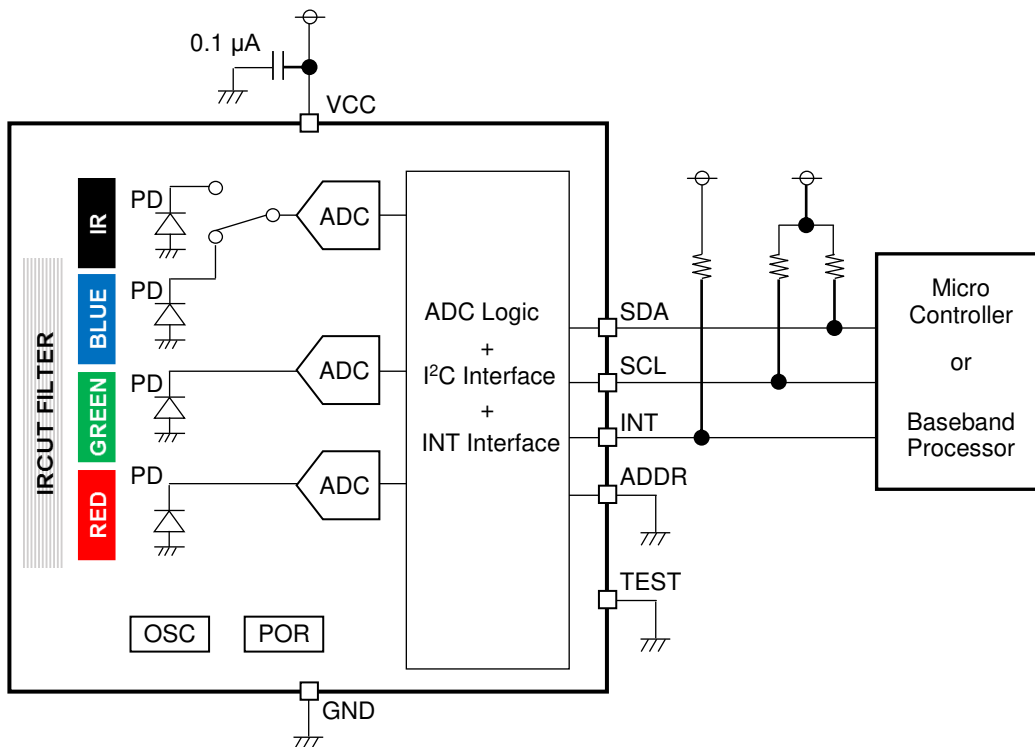 0.1 µA
VCC
IR
PD
ADC
BLUE
PD
IRCUT FILTER
GREEN
PD
ADC
RED
PD
ADC
ADC Logic
+
I²C Interface
+
INT Interface
SDA
SCL
INT
ADDR
TEST
Micro
Controller
or
Baseband
Processor
OSC
POR
GND